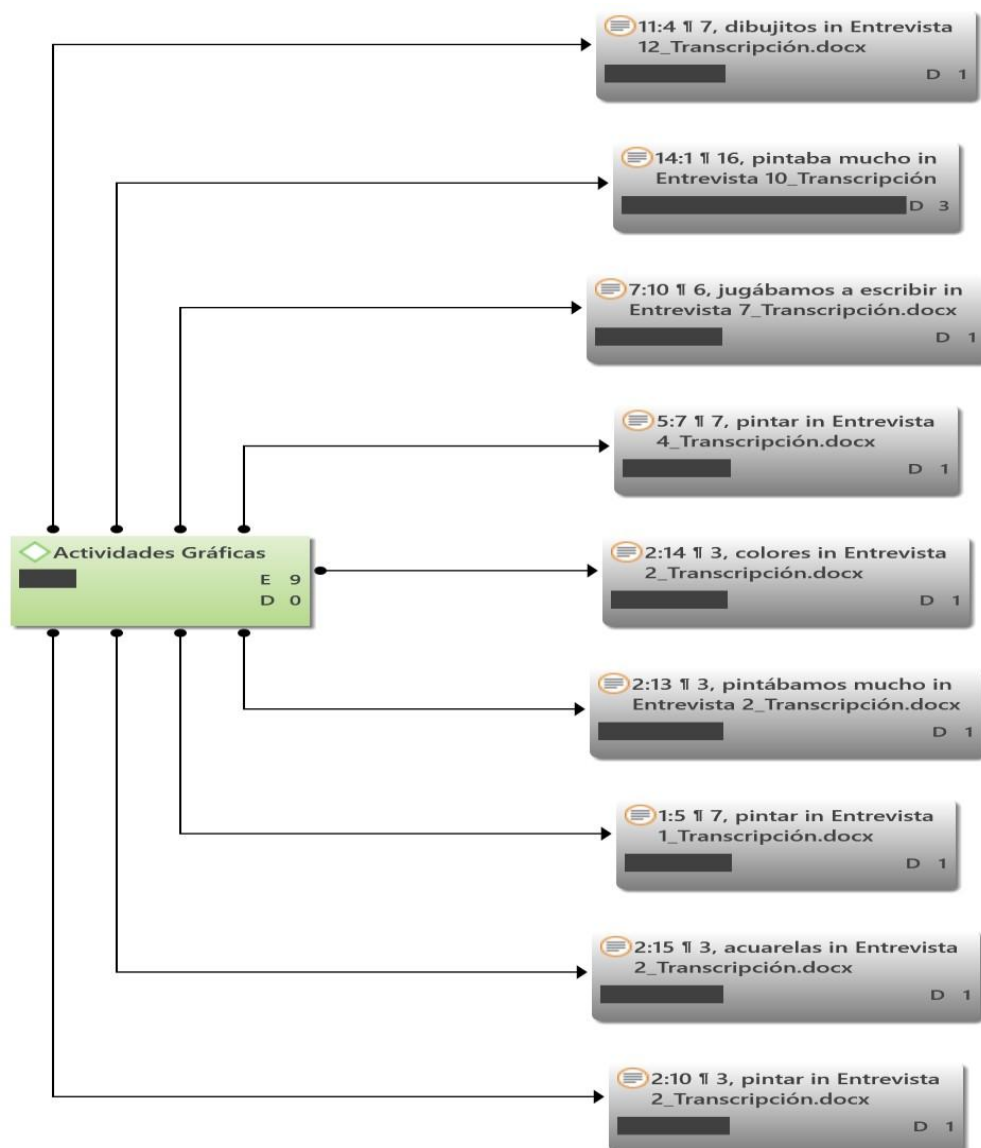 11:4 ¶ 7, dibujitos in Entrevista
12_Transcripción.docx
D 1
14:1 ¶ 16, pintaba mucho in
Entrevista 10_Transcripción
D 3
7:10 ¶ 6, jugábamos a escribir in
Entrevista 7_Transcripción.docx
D 1
5:7 ¶ 7, pintar in Entrevista
4_Transcripción.docx
D 1
Actividades Gráficas
E 9
D 0
2:14 ¶ 3, colores in Entrevista
2_Transcripción.docx
D 1
2:13 ¶ 3, pintábamos mucho in
Entrevista 2_Transcripción.docx
D 1
1:5 ¶ 7, pintar in Entrevista
1_Transcripción.docx
D 1
2:15 ¶ 3, acuarelas in Entrevista
2_Transcripción.docx
D 1
2:10 ¶ 3, pintar in Entrevista
2_Transcripción.docx
D 1